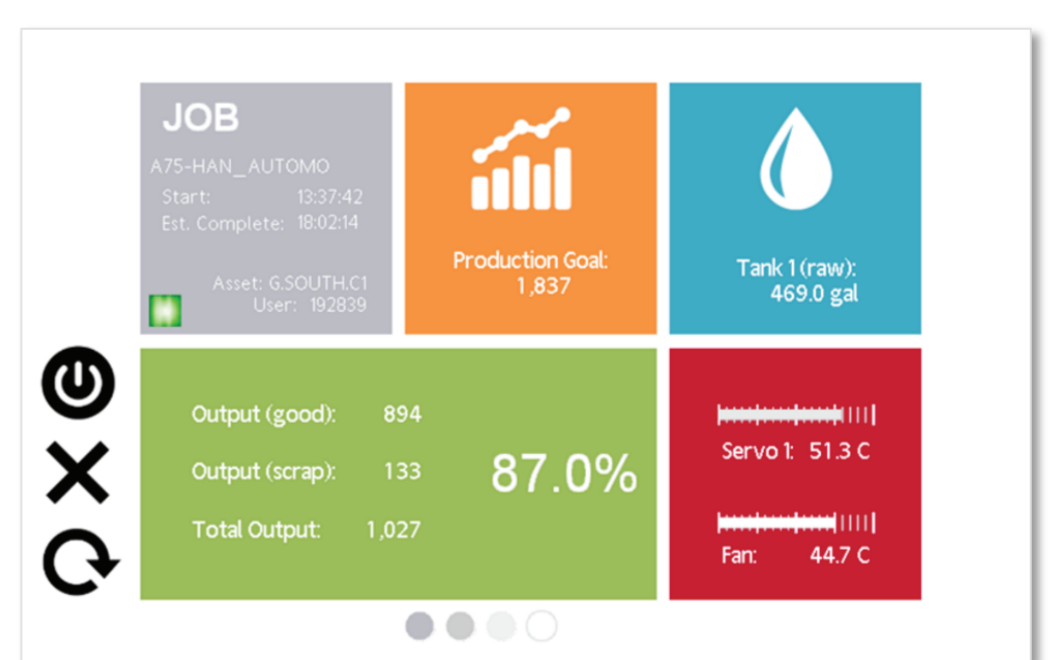 JOB
A75-HAN_AUTOMO
Start: 13:37:42
Est. Complete: 18:02:14
Asset: G.SOUTH.C1
User: 192839
Production Goal:
1,837
Tank 1 (raw):
469.0 gal
Output (good): 894
Output (scrap): 133
Total Output: 1,027
87.0%
Servo 1: 51.3 C
Fan: 44.7 C